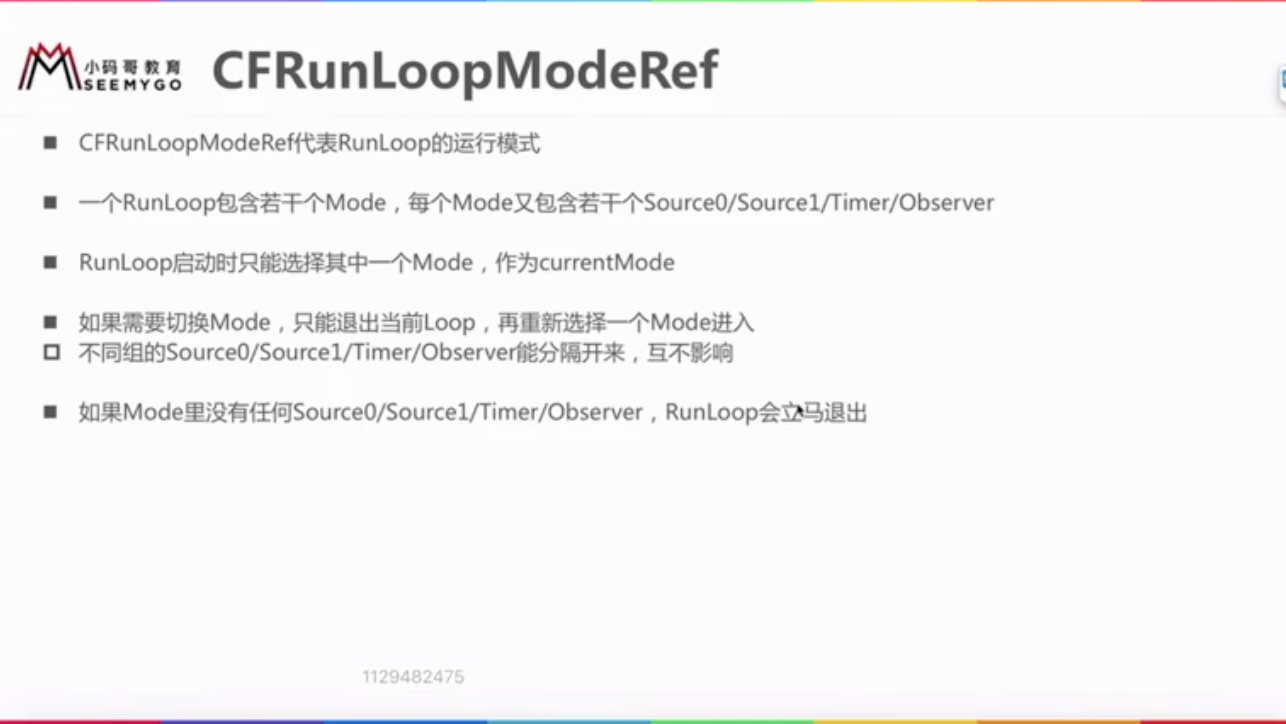 小码哥教育
SEEMYGO
CFRunLoopModeRef
CFRunLoopModeRef代表RunLoop的运行模式
一个RunLoop包含若干个Mode，每个Mode又包含若干个Source0/Source1/Timer/Observer
RunLoop启动时只能选择其中一个Mode，作为currentMode
如果需要切换Mode，只能退出当前Loop，再重新选择一个Mode进入
不同组的Source0/Source1/Timer/Observer能分隔开来，互不影响
如果Mode里没有任何Source0/Source1/Timer/Observer，RunLoop会立马退出
1129482475